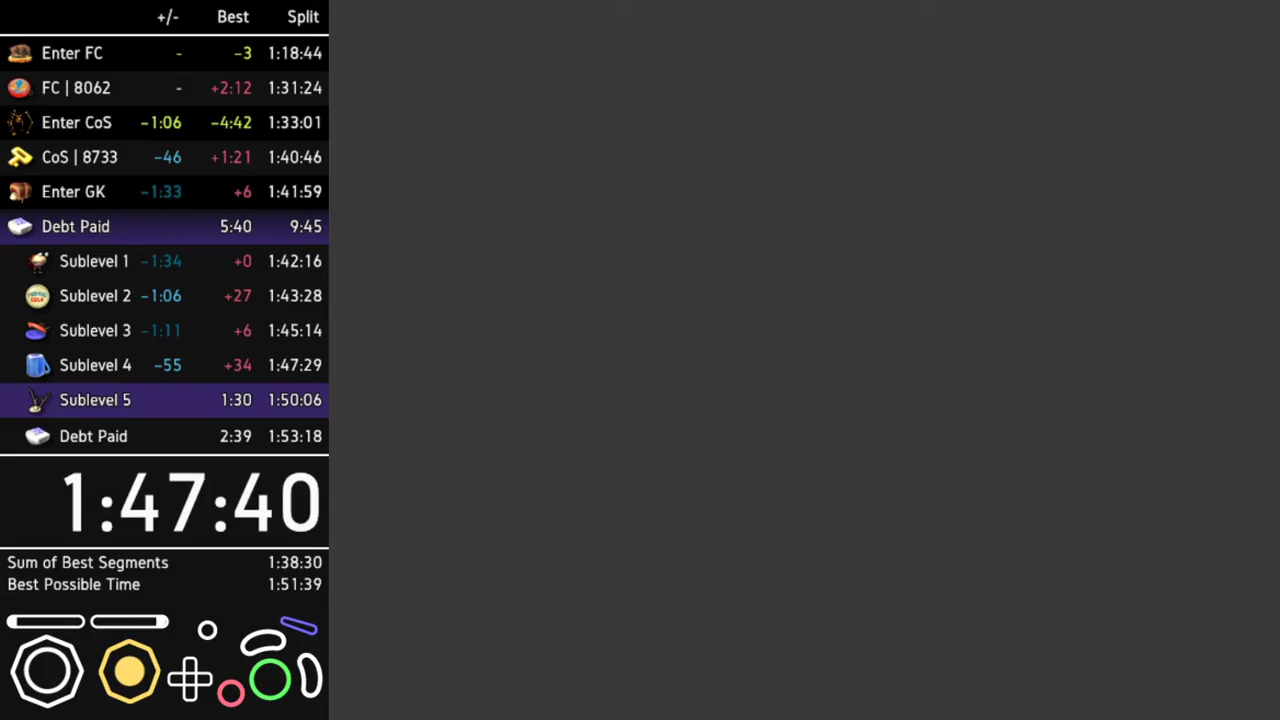 +/- Best Split
Enter FC - −3 1:18:44
FC | 8062 - +2:12 1:31:24
Enter CoS −1:06 −4:42 1:33:01
CoS | 8733 −46 +1:21 1:40:46
Enter GK −1:33 +6 1:41:59
Debt Paid 5:40 9:45
Sublevel 1 −1:34 +0 1:42:16
Sublevel 2 −1:06 +27 1:43:28
Sublevel 3 −1:11 +6 1:45:14
Sublevel 4 −55 +34 1:47:29
Sublevel 5 1:30 1:50:06
Debt Paid 2:39 1:53:18
1:47:40
Sum of Best Segments 1:38:30
Best Possible Time 1:51:39